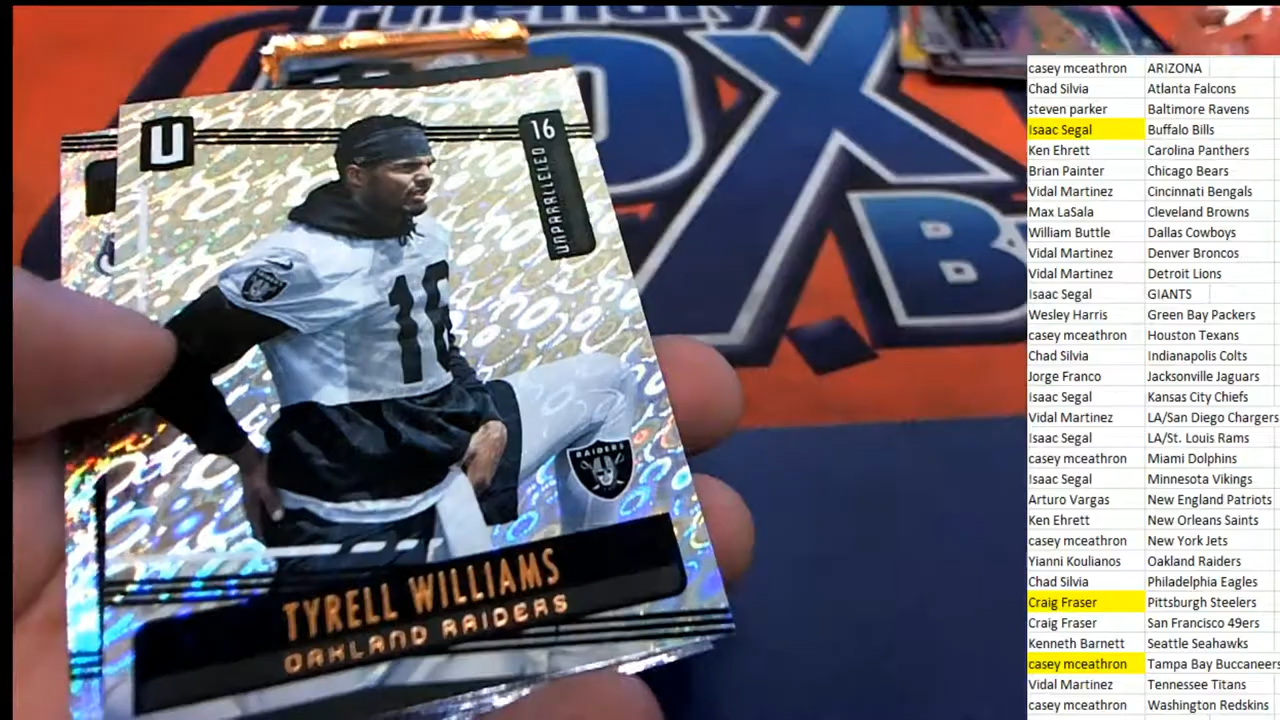 U
16
UNPARALLELED
16
RAIDERS
TYRELL WILLIAMS
OAKLAND RAIDERS
casey mceathron ARIZONA
Chad Silvia Atlanta Falcons
steven parker Baltimore Ravens
Isaac Segal Buffalo Bills
Ken Ehrett Carolina Panthers
Brian Painter Chicago Bears
Vidal Martinez Cincinnati Bengals
Max LaSala Cleveland Browns
William Buttle Dallas Cowboys
Vidal Martinez Denver Broncos
Vidal Martinez Detroit Lions
Isaac Segal GIANTS
Wesley Harris Green Bay Packers
casey mceathron Houston Texans
Chad Silvia Indianapolis Colts
Jorge Franco Jacksonville Jaguars
Isaac Segal Kansas City Chiefs
Vidal Martinez LA/San Diego Chargers
Isaac Segal LA/St. Louis Rams
casey mceathron Miami Dolphins
Isaac Segal Minnesota Vikings
Arturo Vargas New England Patriots
Ken Ehrett New Orleans Saints
casey mceathron New York Jets
Yianni Koulianos Oakland Raiders
Chad Silvia Philadelphia Eagles
Craig Fraser Pittsburgh Steelers
Craig Fraser San Francisco 49ers
Kenneth Barnett Seattle Seahawks
casey mceathron Tampa Bay Buccaneers
Vidal Martinez Tennessee Titans
casey mceathron Washington Redskins